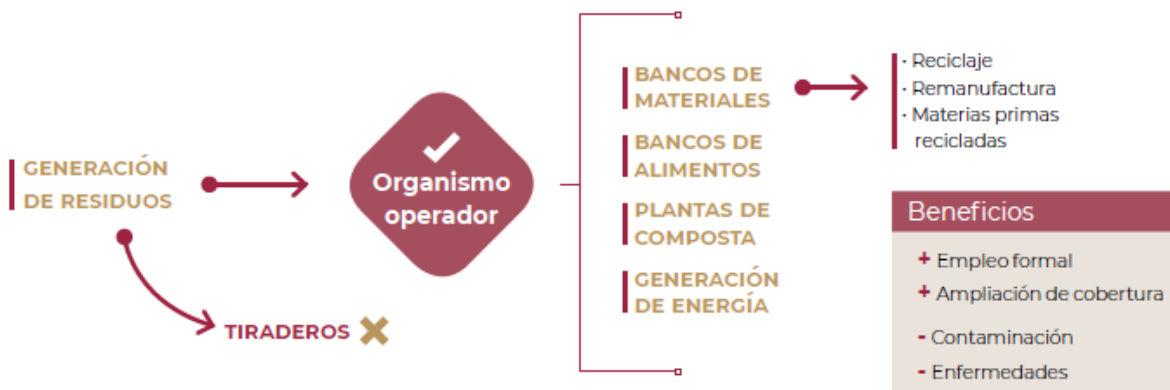 GENERACIÓN
DE RESIDUOS
TIRADEROS
Organismo
operador
BANCOS DE
MATERIALES
BANCOS DE
ALIMENTOS
PLANTAS DE
COMPOSTA
GENERACIÓN
DE ENERGÍA
· Reciclaje
· Remanufactura
· Materias primas
recicladas
Beneficios
+ Empleo formal
+ Ampliación de cobertura
- Contaminación
- Enfermedades